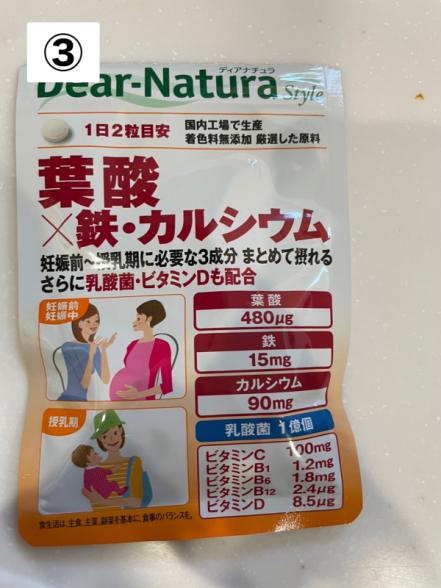 ③
ディアナチュラ
Dear-Natura Style
1日2粒目安
国内工場で生産
着色料無添加 厳選した原料
葉酸
×鉄・カルシウム
妊娠前～授乳期に必要な3成分 まとめて摂れる
さらに乳酸菌・ビタミンDも配合
妊娠前
妊娠中
葉酸
480μg
鉄
15mg
カルシウム
90mg
授乳期
乳酸菌 1億個
ビタミンC 100mg
ビタミンB1 1.2mg
ビタミンB6 1.8mg
ビタミンB12 2.4μg
ビタミンD 8.5μg
食生活は、主食、主菜、副菜を基本に、食事のバランスを。